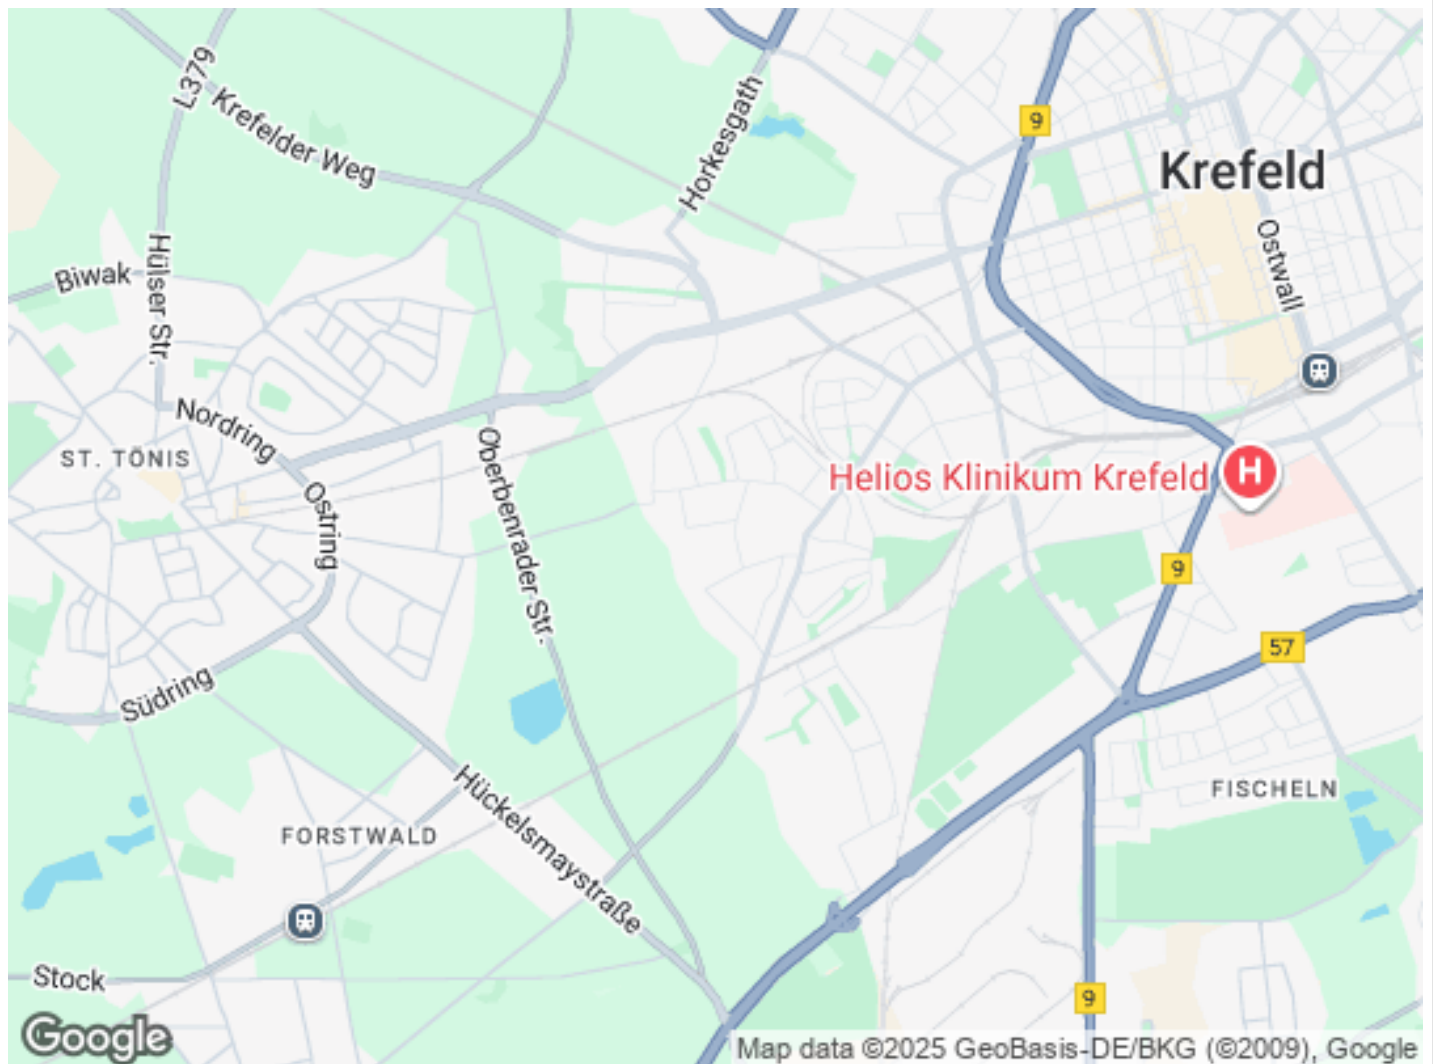 L379
Krefelder Weg
Horkesgath
9
Krefeld
Ostwall
Biwak
Hülser Str.
Nordring
ST. TÖNIS
Ostring
Oberbenrader Str.
Helios Klinikum Krefeld
H
9
57
Südring
Hückelsmaystraße
FORSTWALD
FISCHELN
Stock
9
Google
Map data ©2025 GeoBasis-DE/BKG (©2009), Google